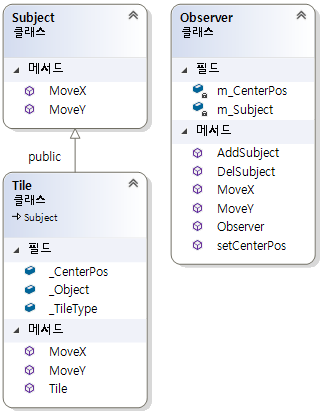 Subject
클래스
메서드
MoveX
MoveY
public
Tile
클래스
Subject
필드
_CenterPos
_Object
_TileType
메서드
MoveX
MoveY
Tile
Observer
클래스
필드
m_CenterPos
m_Subject
메서드
AddSubject
DelSubject
MoveX
MoveY
Observer
setCenterPos